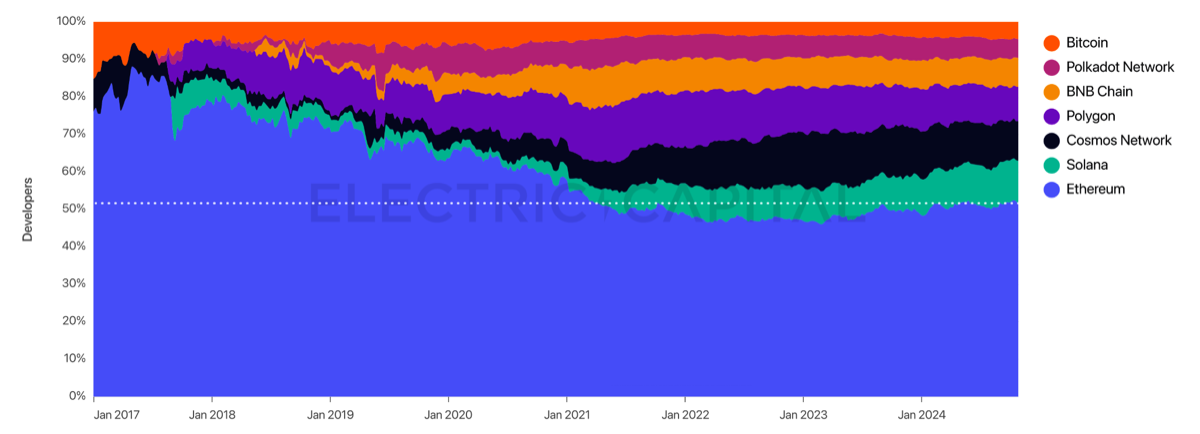 100%
90%
80%
70%
60%
50%
40%
30%
20%
10%
0%
Developers
ELECTRIC CAPITAL
Jan 2017
Jan 2018
Jan 2019
Jan 2020
Jan 2021
Jan 2022
Jan 2023
Jan 2024
Bitcoin
Polkadot Network
BNB Chain
Polygon
Cosmos Network
Solana
Ethereum